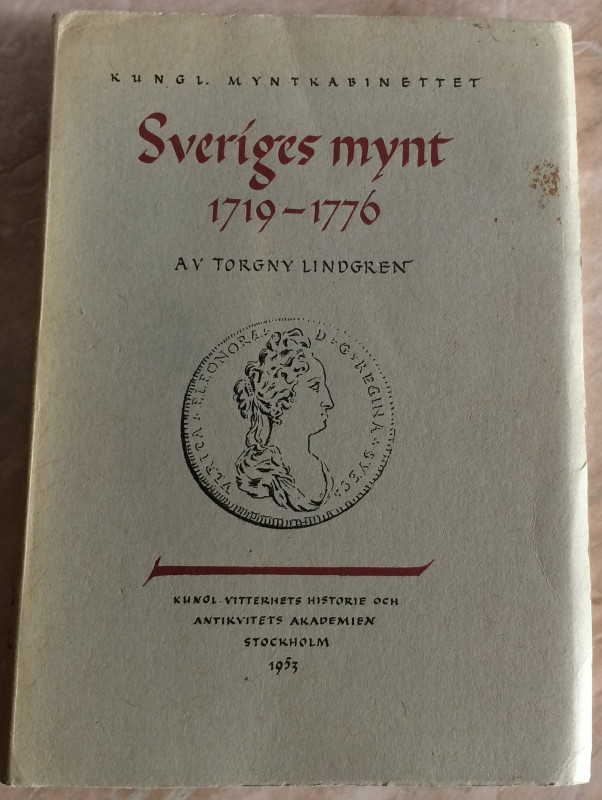 KUNGL. MYNTKABINETTET
Sveriges mynt
1719–1776
AV TORGNY LINDGREN
VLRICA ELEONORA D·G·REGINA SVEC·
KUNGL. VITTERHETS HISTORIE OCH
ANTIKVITETS AKADEMIEN
STOCKHOLM
1953